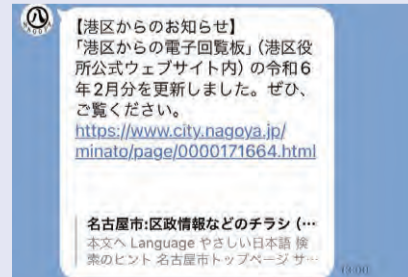 【港区からのお知らせ】
「港区からの電子回覧板」（港区役
所公式ウェブサイト内）の令和6
年2月分を更新しました。ぜひ、
ご覧ください。
https://www.city.nagoya.jp/
minato/page/0000171664.html
名古屋市:区政情報などのチラシ (…
本文へ Language やさしい日本語 検
索のヒント 名古屋市トップページ サ…